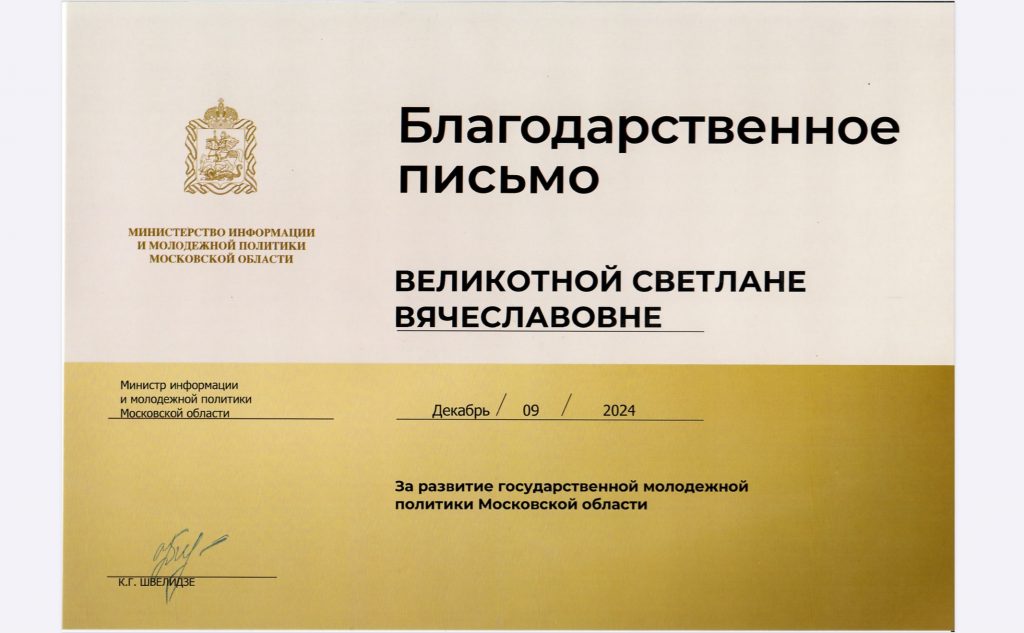 Благодарственное
письмо
МИНИСТЕРСТВО ИНФОРМАЦИИ
И МОЛОДЕЖНОЙ ПОЛИТИКИ
МОСКОВСКОЙ ОБЛАСТИ
ВЕЛИКОТНОЙ СВЕТЛАНЕ
ВЯЧЕСЛАВОВНЕ
Министр информации
и молодежной политики
Московской области
Декабрь / 09 / 2024
За развитие государственной молодежной
политики Московской области
К.Г. ШВЕЛИДЗЕ